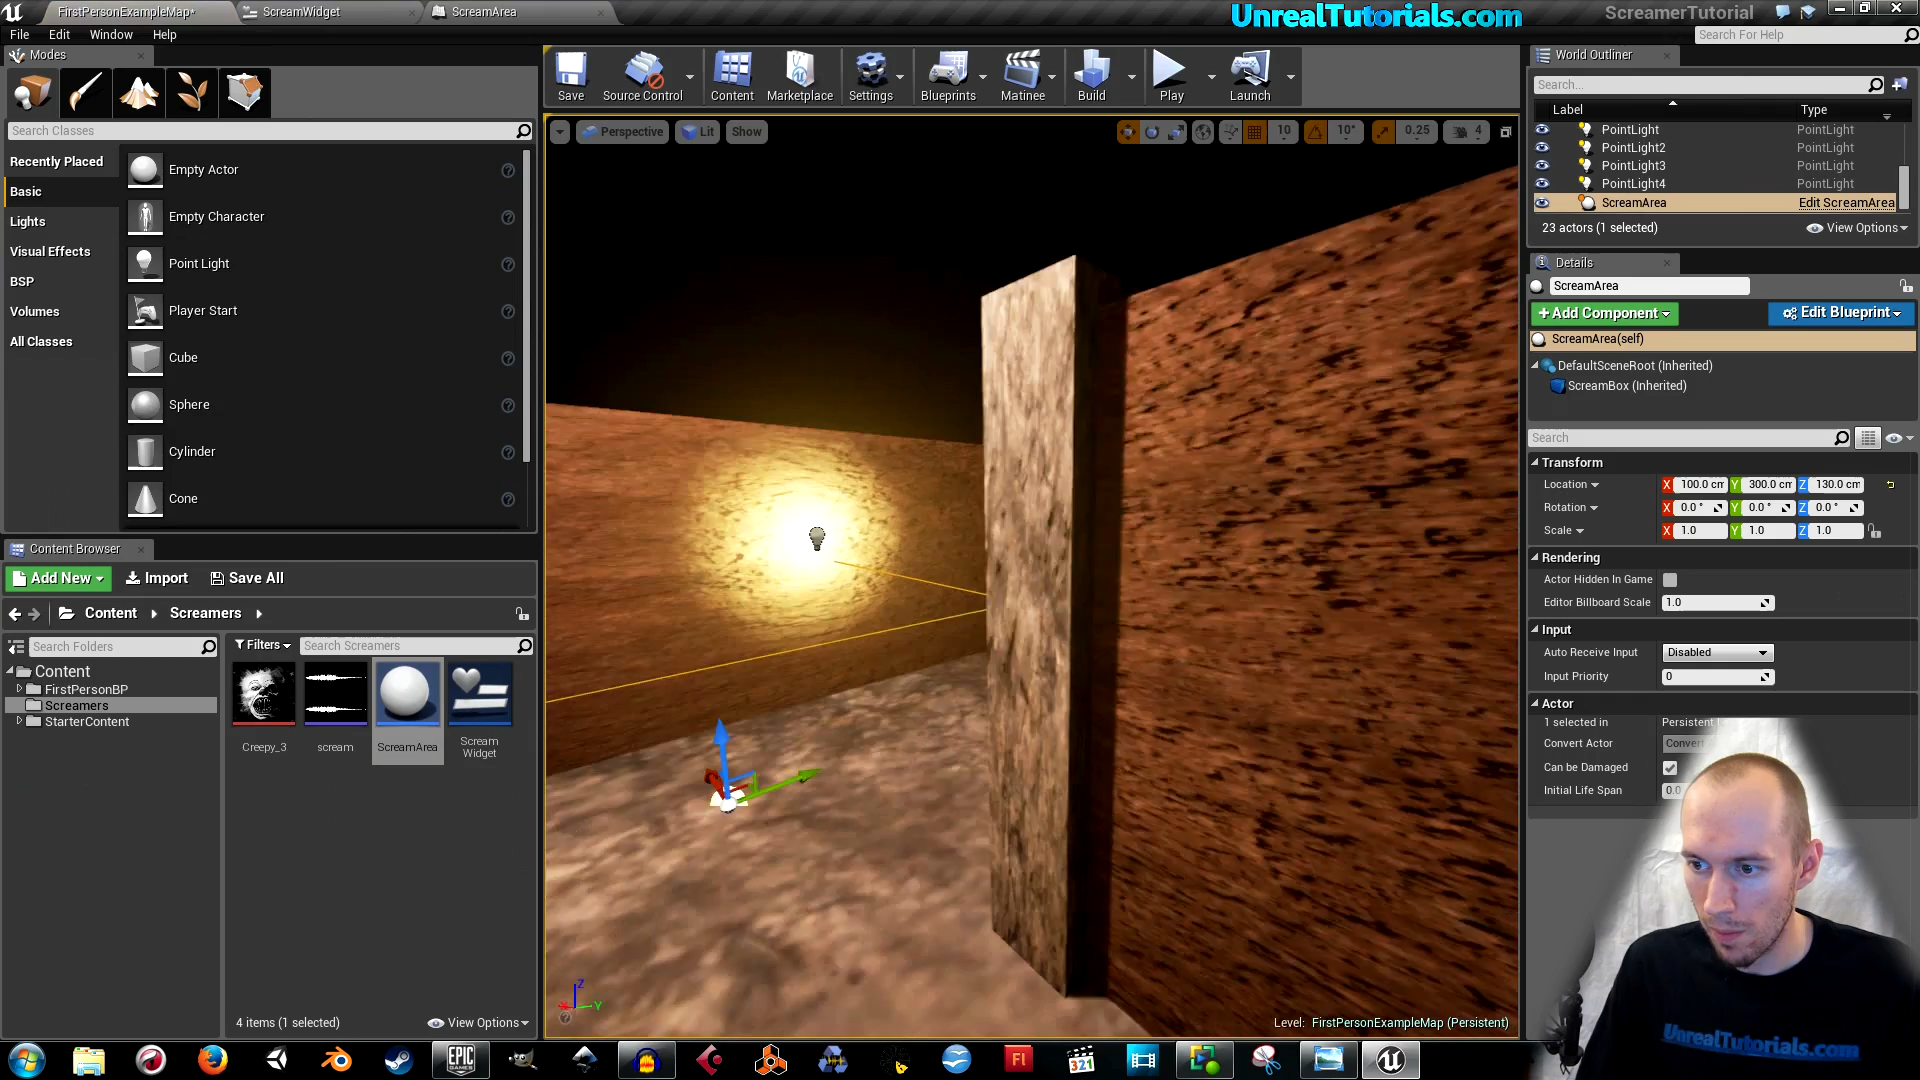 FirstPersonExampleMap*
ScreamWidget
ScreamArea
UnrealTutorials.com
ScreamerTutorial
File
Edit
Window
Help
Search For Help
Modes
Save
Source Control
Content
Marketplace
Settings
Blueprints
Matinee
Build
Play
Launch
World Outliner
Search...
Label
Type
PointLight
PointLight
PointLight2
PointLight
PointLight3
PointLight
PointLight4
PointLight
ScreamArea
Edit ScreamArea
23 actors (1 selected)
View Options
Search Classes
Recently Placed
Basic
Lights
Visual Effects
BSP
Volumes
All Classes
Empty Actor
Empty Character
Point Light
Player Start
Cube
Sphere
Cylinder
Cone
Perspective
Lit
Show
10
10°
0.25
4
Details
ScreamArea
+Add Component
Edit Blueprint
ScreamArea(self)
DefaultSceneRoot (Inherited)
ScreamBox (Inherited)
Search
Transform
Location
X 100.0 cm Y 300.0 cm Z 130.0 cm
Rotation
X 0.0 ° Y 0.0 ° Z 0.0 °
Scale
X 1.0 Y 1.0 Z 1.0
Rendering
Actor Hidden In Game
Editor Billboard Scale
1.0
Input
Auto Receive Input
Disabled
Input Priority
0
Actor
1 selected in
Persistent
Convert Actor
Convert
Can be Damaged
Initial Life Span
0.0
Content Browser
Add New
Import
Save All
Content
Screamers
Search Folders
Filters
Search Screamers
Content
FirstPersonBP
Screamers
StarterContent
Creepy_3
scream
ScreamArea
Scream
Widget
4 items (1 selected)
View Options
Z
Y
Level: FirstPersonExampleMap (Persistent)
EPIC
GAMES
Fl
321
UnrealTutorials.com